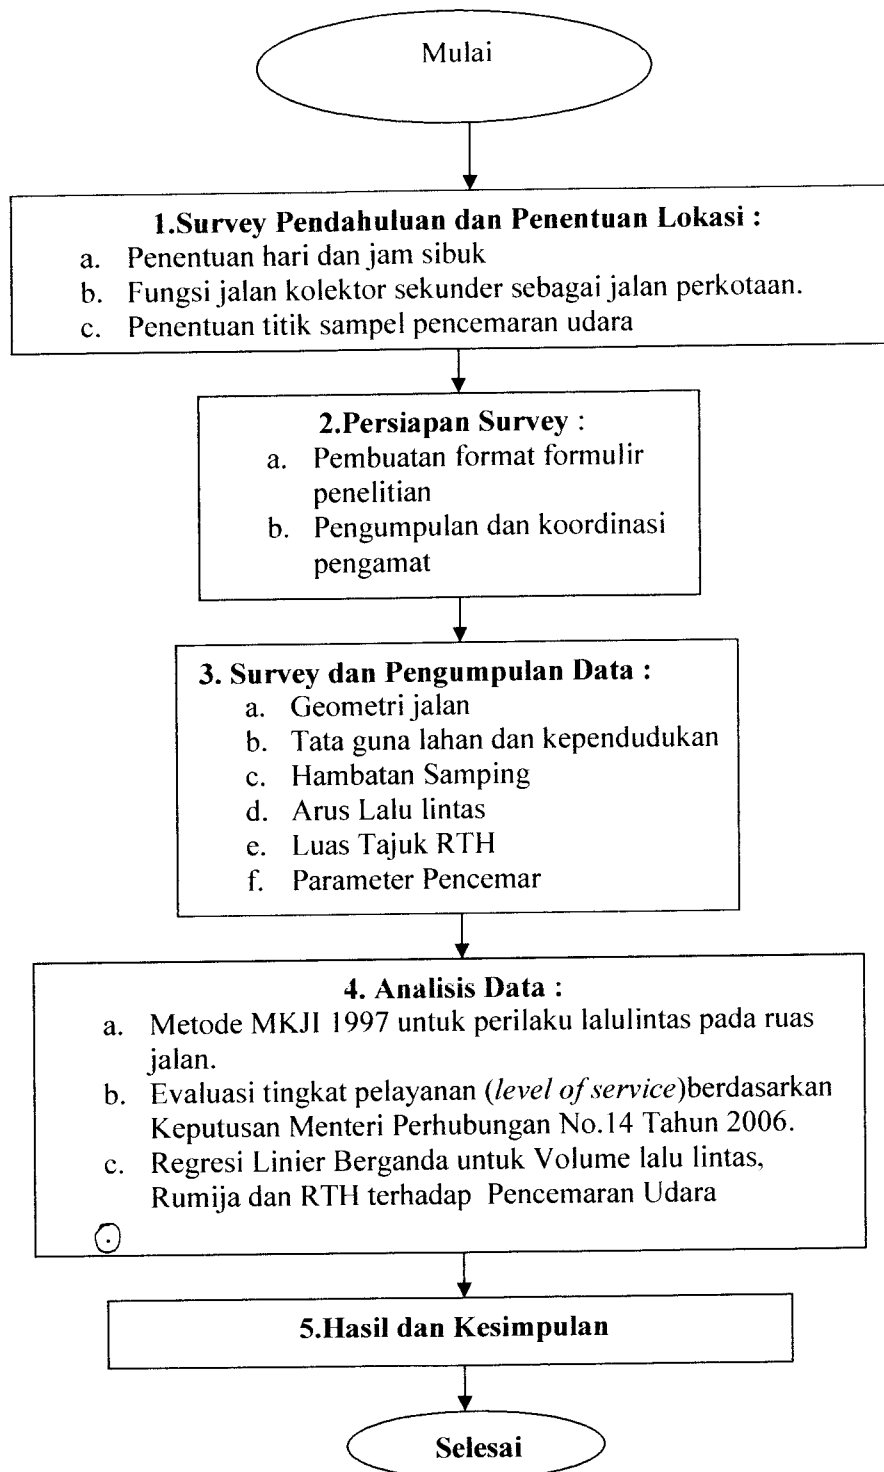 Mulai
1.Survey Pendahuluan dan Penentuan Lokasi :
a. Penentuan hari dan jam sibuk
b. Fungsi jalan kolektor sekunder sebagai jalan perkotaan.
c. Penentuan titik sampel pencemaran udara
2.Persiapan Survey :
a. Pembuatan format formulir
penelitian
b. Pengumpulan dan koordinasi
pengamat
3. Survey dan Pengumpulan Data :
a. Geometri jalan
b. Tata guna lahan dan kependudukan
c. Hambatan Samping
d. Arus Lalu lintas
e. Luas Tajuk RTH
f. Parameter Pencemar
4. Analisis Data :
a. Metode MKJI 1997 untuk perilaku lalulintas pada ruas
jalan.
b. Evaluasi tingkat pelayanan (level of service)berdasarkan
Keputusan Menteri Perhubungan No.14 Tahun 2006.
c. Regresi Linier Berganda untuk Volume lalu lintas,
Rumija dan RTH terhadap Pencemaran Udara
5.Hasil dan Kesimpulan
Selesai